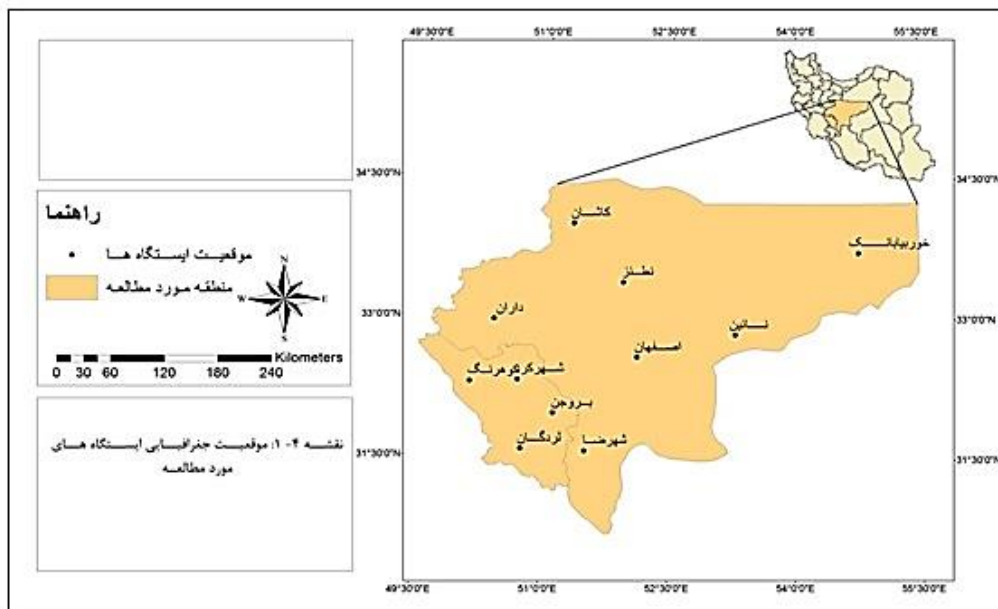 49°30'0"E 51°0'0"E 52°30'0"E 54°0'0"E 55°30'0"E
34°30'0"N 34°30'0"N
راهنما
موقعیت ایستگاه ها
منطقه مورد مطالعه
N
W E
S
Kilometers
0 30 60 120 180 240
نقشه ۴-۱: موقعیت جغرافیایی ایستگاه های
مورد مطالعه
کاشان
خوربیابانک
نطنز
داران
33°0'0"N 33°0'0"N
نائین
اصفهان
شهرکرد
کوهرنگ
بروجن
لردگان
شهرضا
31°30'0"N 31°30'0"N
49°30'0"E 51°0'0"E 52°30'0"E 54°0'0"E 55°30'0"E